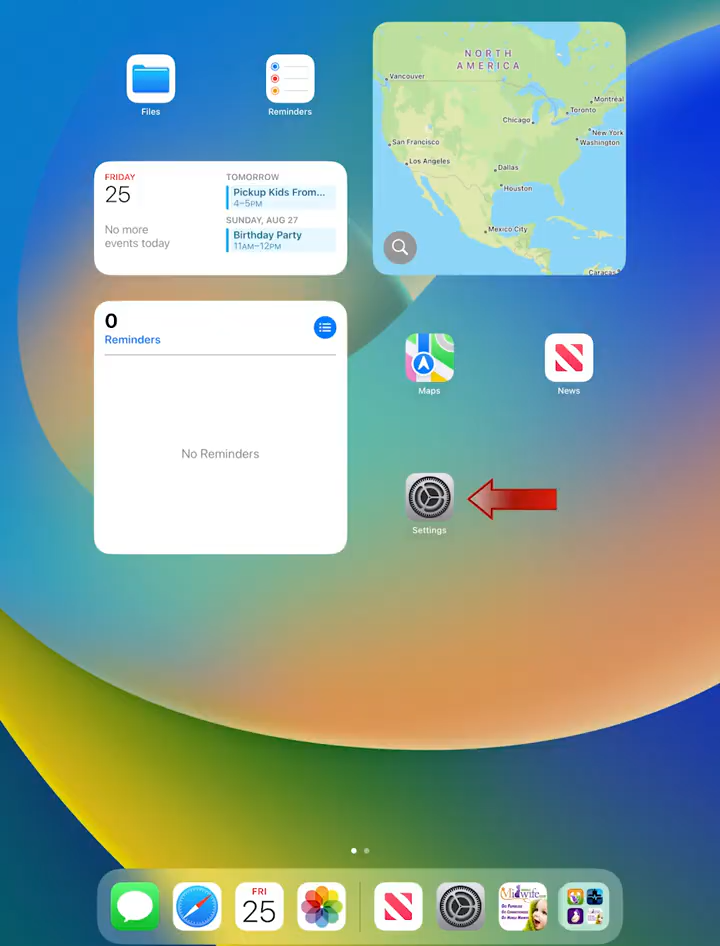 Files
Reminders
FRIDAY
25
No more
events today
TOMORROW
Pickup Kids From...
4–5PM
SUNDAY, AUG 27
Birthday Party
11AM–12PM
NORTH
AMERICA
Vancouver
Montréal
Toronto
Chicago
New York
Washington
San Francisco
Los Angeles
Dallas
Houston
Mexico City
Caracas
0
Reminders
No Reminders
Maps
News
Settings
FRI
25
Midwife